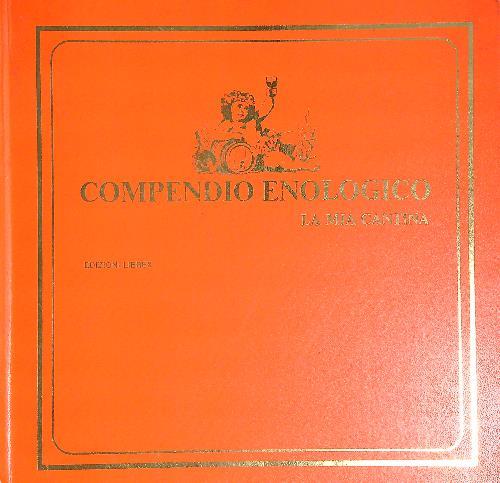 COMPENDIO ENOLOGICO
LA MIA CANTINA
EDIZIONI LIBREX